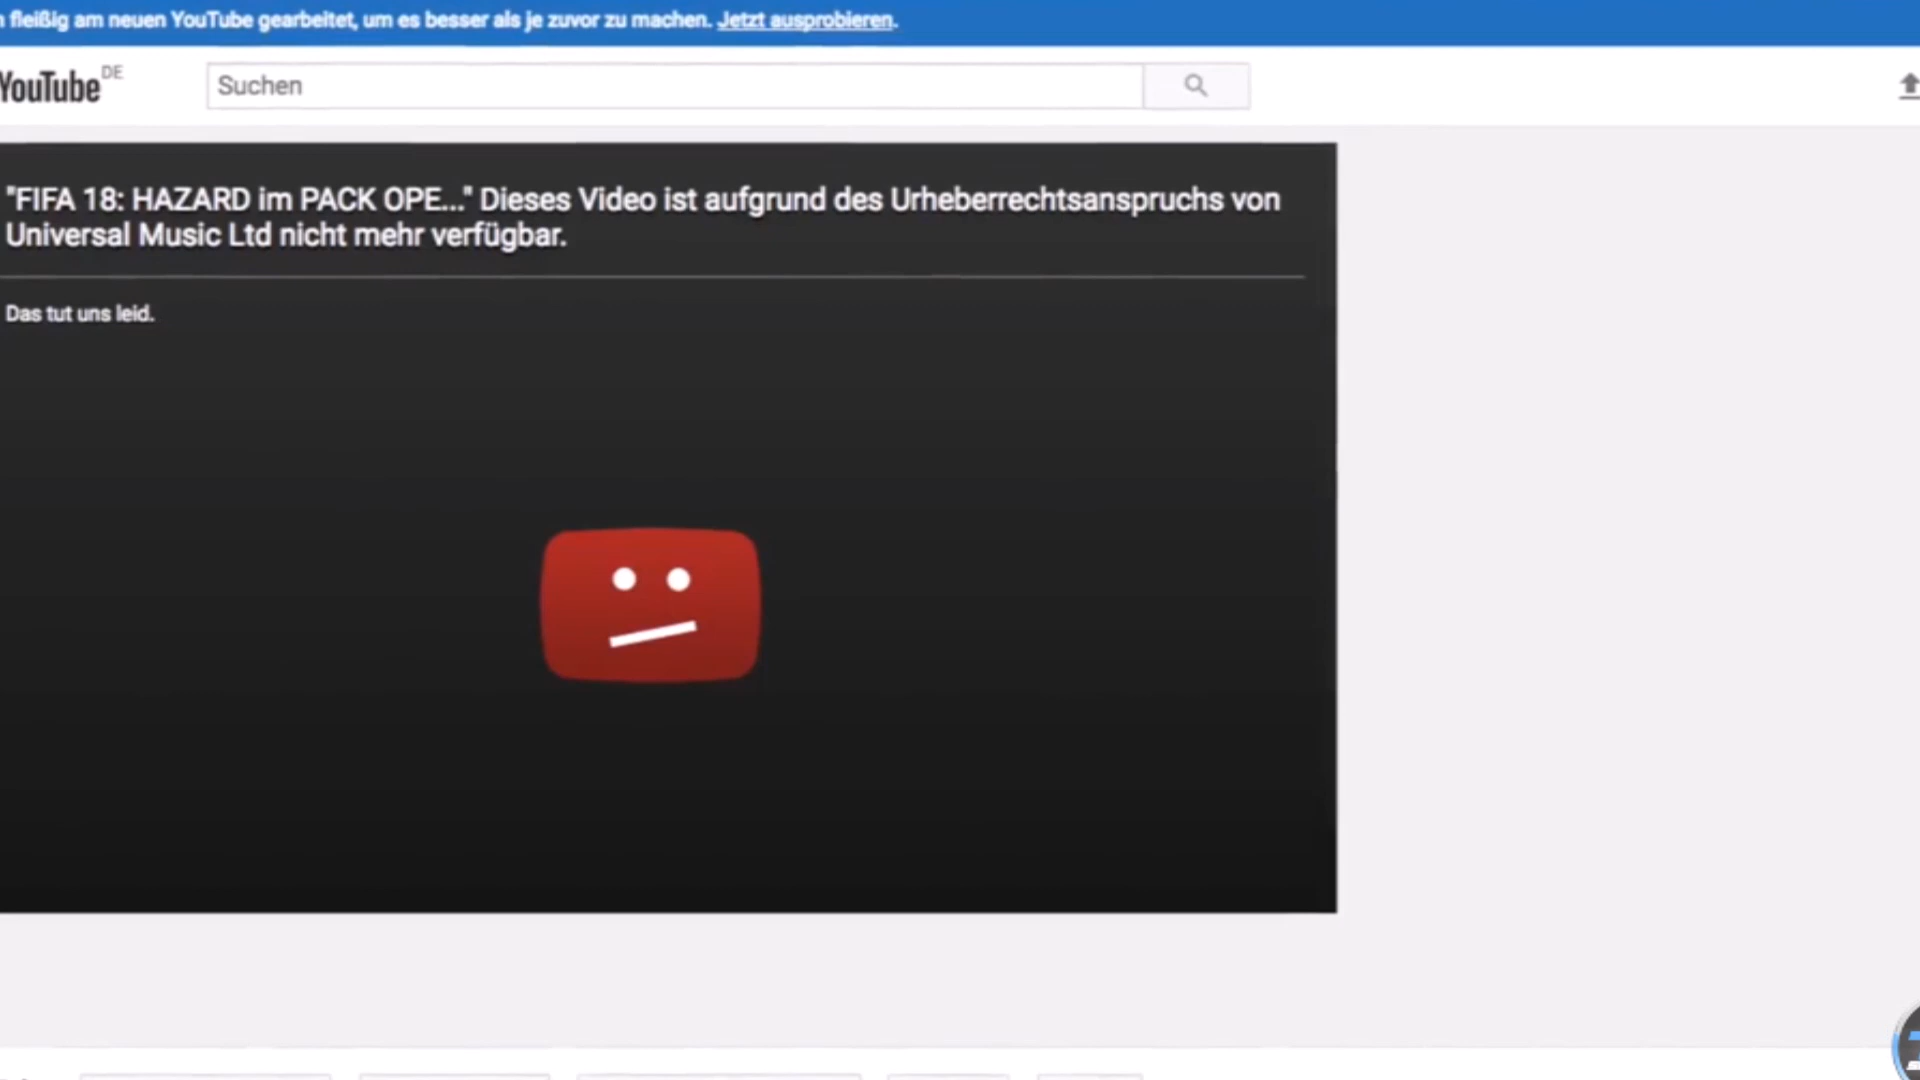 fleißig am neuen YouTube gearbeitet, um es besser als je zuvor zu machen. Jetzt ausprobieren.
YouTube DE
Suchen
"FIFA 18: HAZARD im PACK OPE..." Dieses Video ist aufgrund des Urheberrechtsanspruchs von
Universal Music Ltd nicht mehr verfügbar.
Das tut uns leid.